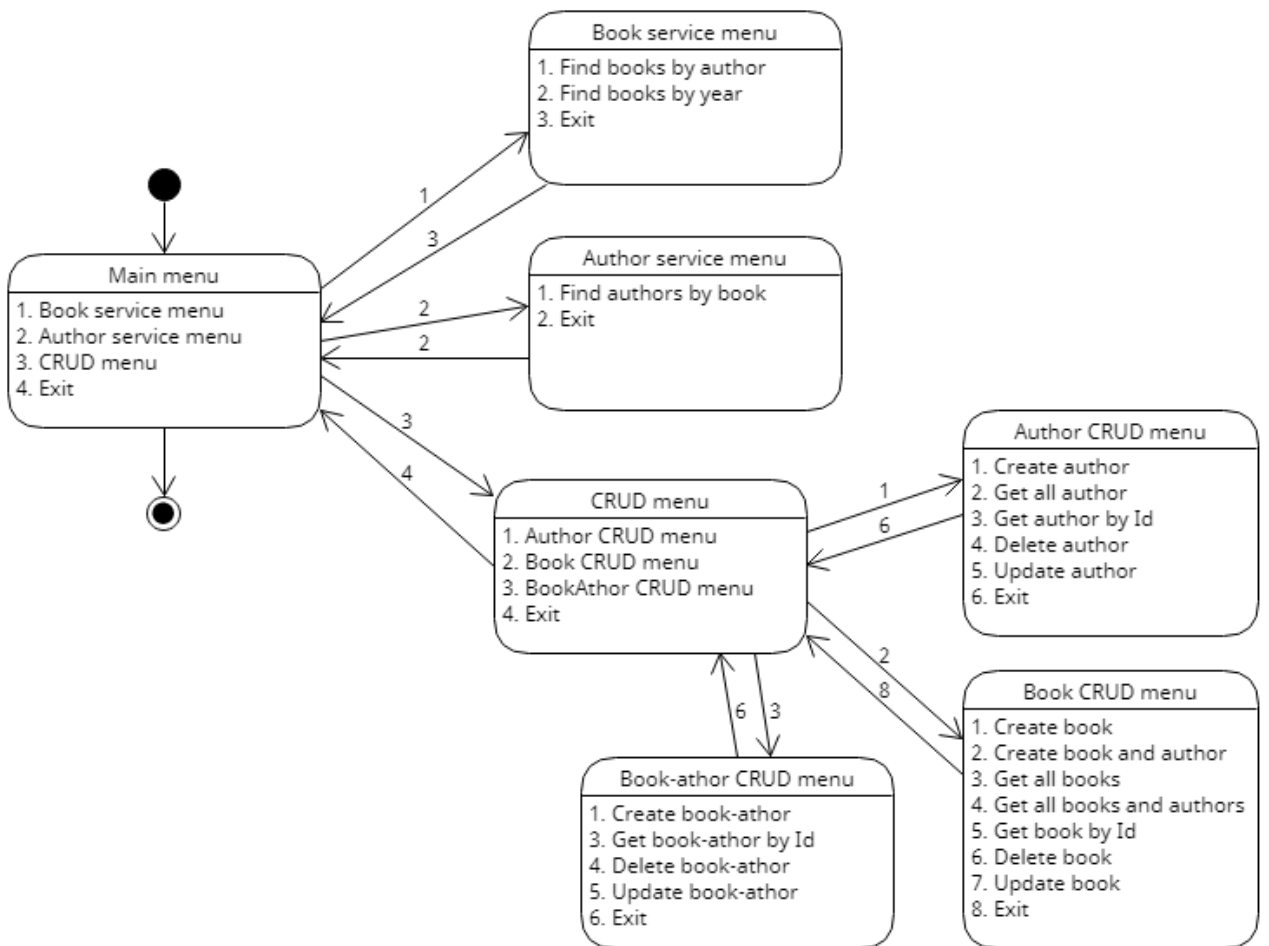 Book service menu
1. Find books by author
2. Find books by year
3. Exit
1
3
Main menu
1. Book service menu
2. Author service menu
3. CRUD menu
4. Exit
Author service menu
1. Find authors by book
2. Exit
2
2
3
4
CRUD menu
1. Author CRUD menu
2. Book CRUD menu
3. BookAthor CRUD menu
4. Exit
Author CRUD menu
1. Create author
2. Get all author
3. Get author by Id
4. Delete author
5. Update author
6. Exit
1
6
2
8
Book CRUD menu
1. Create book
2. Create book and author
3. Get all books
4. Get all books and authors
5. Get book by Id
6. Delete book
7. Update book
8. Exit
6
3
Book-athor CRUD menu
1. Create book-athor
3. Get book-athor by Id
4. Delete book-athor
5. Update book-athor
6. Exit